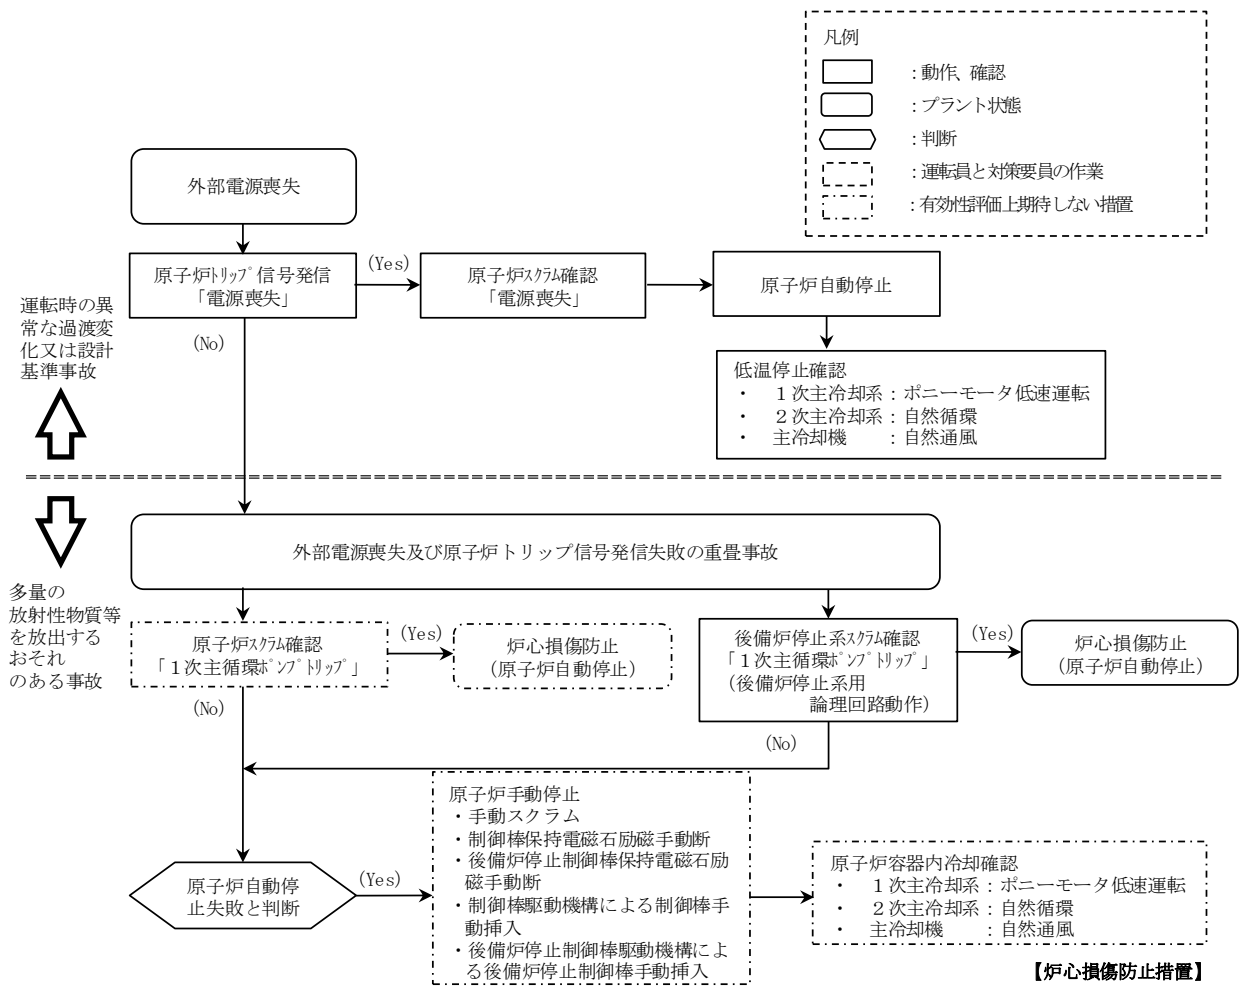 凡例
：動作、確認
：プラント状態
：判断
：運転員と対策要員の作業
：有効性評価上期待しない措置
外部電源喪失
原子炉ﾄﾘｯﾌﾟ信号発信
「電源喪失」
(Yes)
原子炉ｽｸﾗﾑ確認
「電源喪失」
原子炉自動停止
(No)
運転時の異
常な過渡変
化又は設計
基準事故
低温停止確認
・　１次主冷却系：ポニーモータ低速運転
・　２次主冷却系：自然循環
・　主冷却機　　：自然通風
外部電源喪失及び原子炉トリップ信号発信失敗の重畳事故
多量の
放射性物質等
を放出する
おそれ
のある事故
原子炉ｽｸﾗﾑ確認
「１次主循環ﾎﾟﾝﾌﾟﾄﾘｯﾌﾟ」
(Yes)
炉心損傷防止
(原子炉自動停止)
後備炉停止系ｽｸﾗﾑ確認
「１次主循環ﾎﾟﾝﾌﾟﾄﾘｯﾌﾟ」
(後備炉停止系用
論理回路動作)
(Yes)
炉心損傷防止
(原子炉自動停止)
(No)
(No)
原子炉自動停
止失敗と判断
(Yes)
原子炉手動停止
・手動スクラム
・制御棒保持電磁石励磁手動断
・後備炉停止制御棒保持電磁石励
磁手動断
・制御棒駆動機構による制御棒手
動挿入
・後備炉停止制御棒駆動機構によ
る後備炉停止制御棒手動挿入
原子炉容器内冷却確認
・　１次主冷却系：ポニーモータ低速運転
・　２次主冷却系：自然循環
・　主冷却機　　：自然通風
【炉心損傷防止措置】